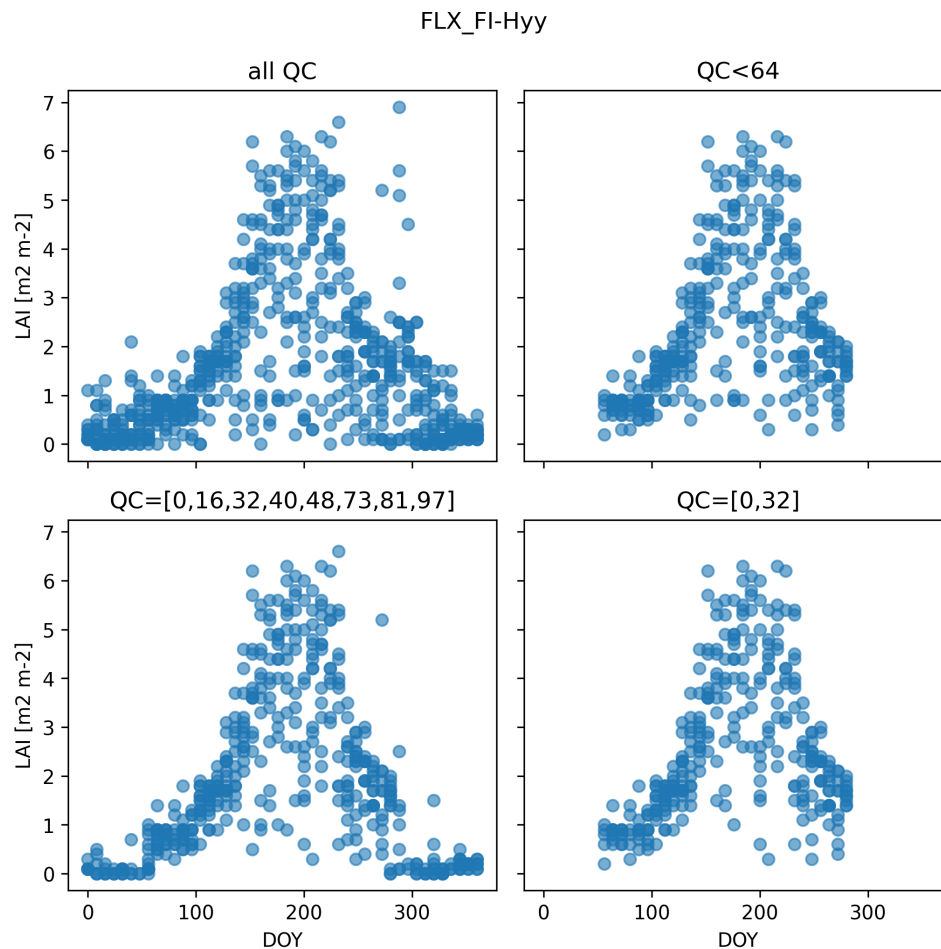 FLX_FI-Hyy
all QC
QC<64
7
6
5
4
3
2
1
0
LAI [m2 m-2]
QC=[0,16,32,40,48,73,81,97]
QC=[0,32]
7
6
5
4
3
2
1
0
LAI [m2 m-2]
0 100 200 300
0 100 200 300
DOY
DOY